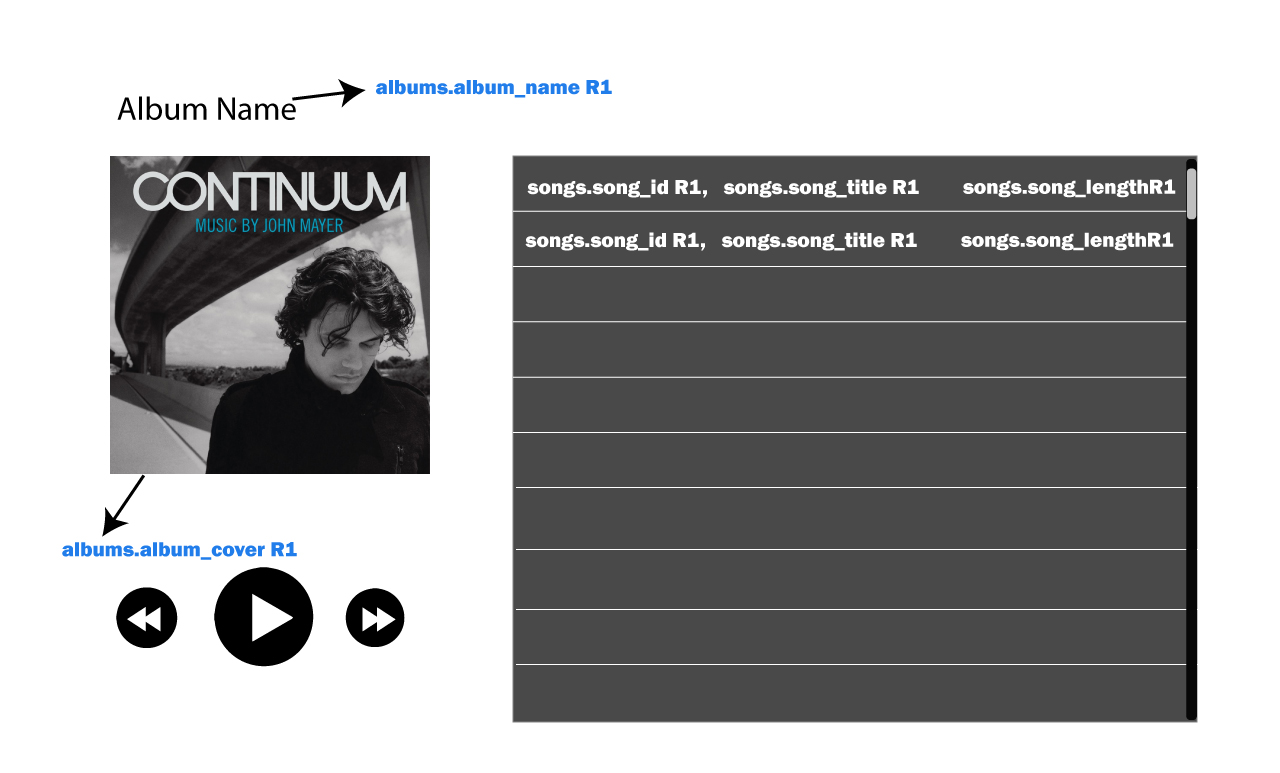 albums.album_name R1
Album Name
CONTINUUM
MUSIC BY JOHN MAYER
songs.song_id R1, songs.song_title R1 songs.song_lengthR1
songs.song_id R1, songs.song_title R1 songs.song_lengthR1
albums.album_cover R1